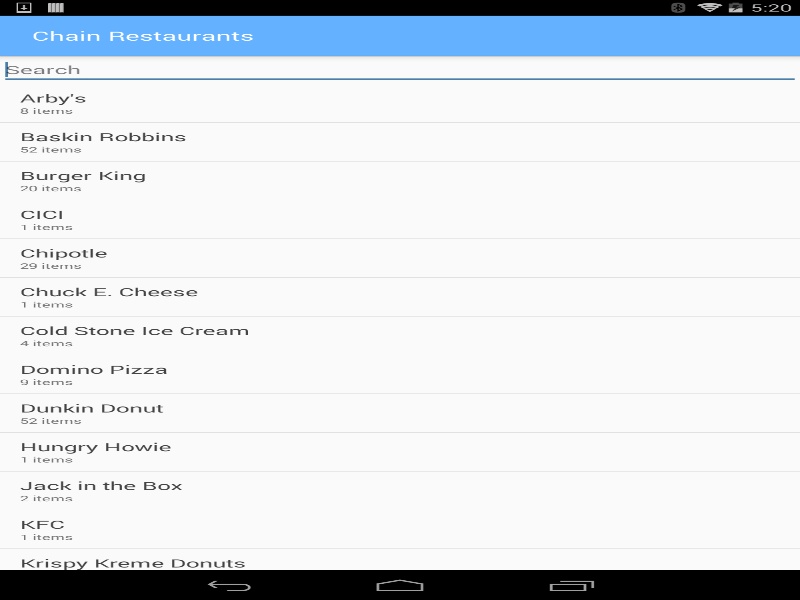 5:20
Chain Restaurants
Search
Arby's
8 items
Baskin Robbins
52 items
Burger King
20 items
CICI
1 items
Chipotle
29 items
Chuck E. Cheese
1 items
Cold Stone Ice Cream
4 items
Domino Pizza
9 items
Dunkin Donut
52 items
Hungry Howie
1 items
Jack in the Box
2 items
KFC
1 items
Krispy Kreme Donuts